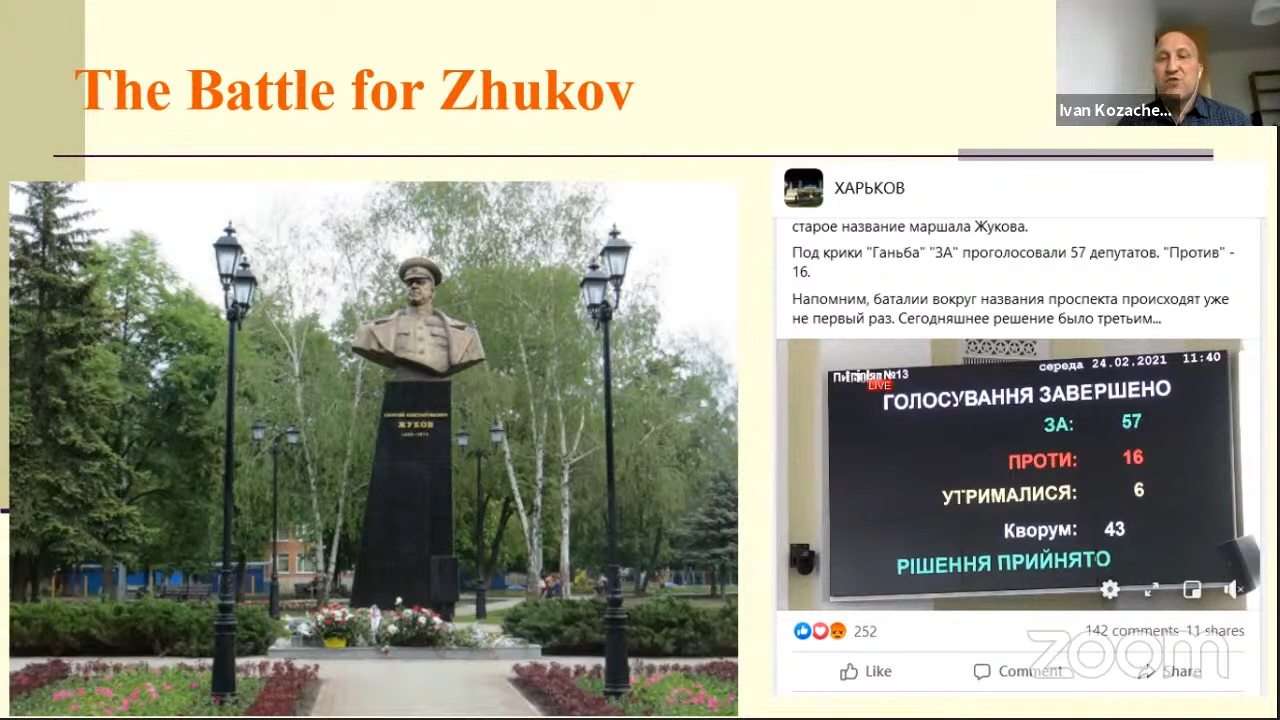 The Battle for Zhukov
Ivan Kozache...
ХАРЬКОВ
старое название маршала Жукова.
Под крики "Ганьба" "ЗА" проголосовали 57 депутатов. "Против" -
16.
Напомним, баталии вокруг названия проспекта происходят уже
не первый раз. Сегодняшнее решение было третьим...
середа 24.02.2021 11:40
№13
LIVE
ГОЛОСУВАННЯ ЗАВЕРШЕНО
ЗА: 57
ПРОТИ: 16
УТРИМАЛИСЯ: 6
Кворум: 43
РІШЕННЯ ПРИЙНЯТО
252
142 comments 11 shares
Like
Comment
Share
zoom
ЖУКОВ